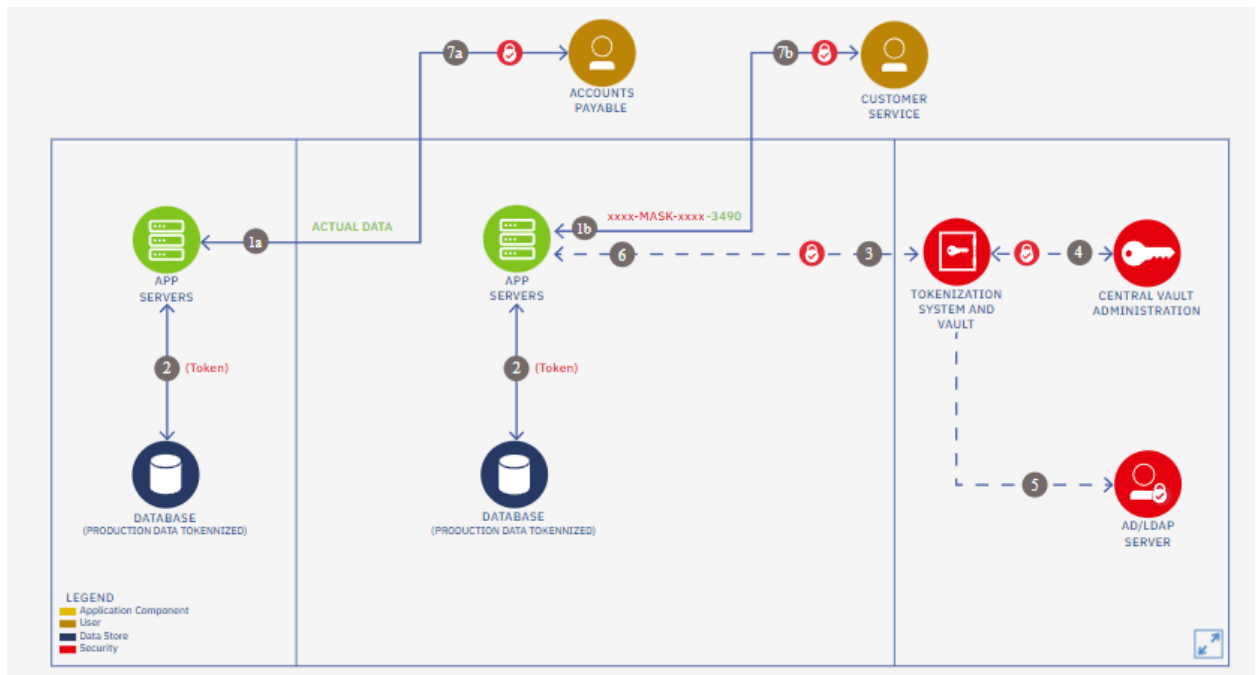 7a
7b
ACCOUNTS
PAYABLE
CUSTOMER
SERVICE
1a
ACTUAL DATA
1b
xxxx-MASK-xxxx-3490
6
3
4
APP
SERVERS
APP
SERVERS
TOKENIZATION
SYSTEM AND
VAULT
CENTRAL VAULT
ADMINISTRATION
2 (Token)
2 (Token)
5
DATABASE
(PRODUCTION DATA TOKENNIZED)
DATABASE
(PRODUCTION DATA TOKENNIZED)
AD/LDAP
SERVER
LEGEND
Application Component
User
Data Store
Security